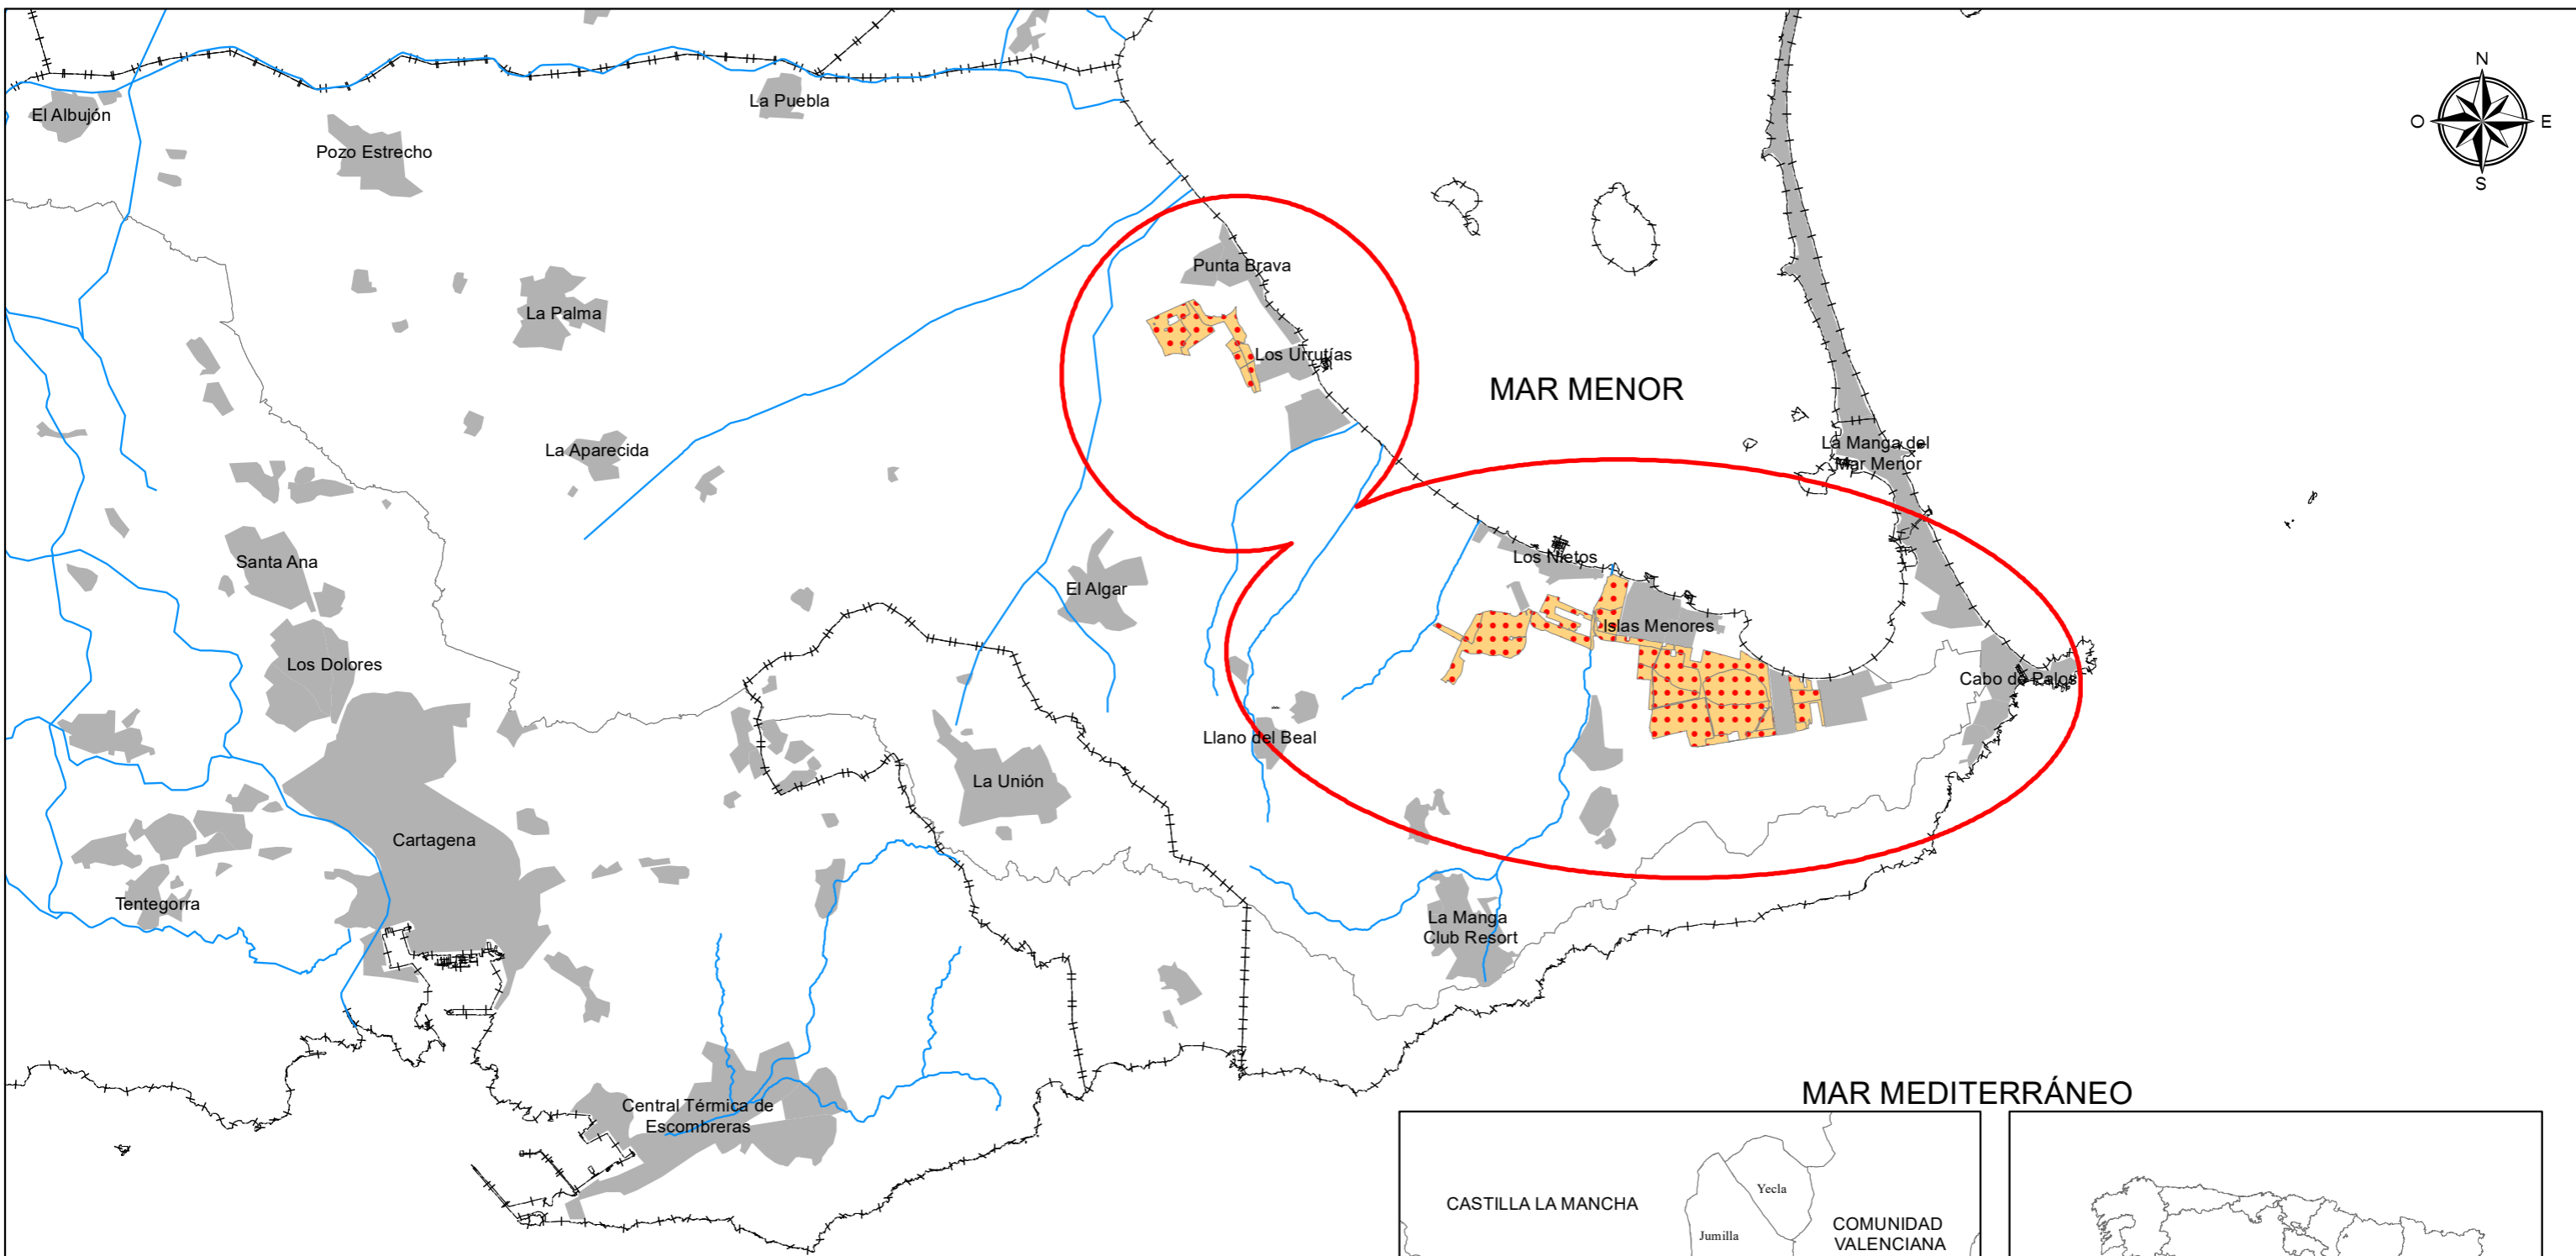 N
O
E
S
El Albujón
La Puebla
Pozo Estrecho
Punta Brava
La Palma
Los Urrutías
MAR MENOR
La Aparecida
La Manga del
Mar Menor
Santa Ana
Los Nietos
El Algar
Islas Menores
Los Dolores
Cabo de Palos
Llano del Beal
La Unión
Cartagena
Tentegorra
La Manga
Club Resort
MAR MEDITERRÁNEO
Central Térmica de
Escombreras
Yecla
CASTILLA LA MANCHA
Jumilla
COMUNIDAD
VALENCIANA